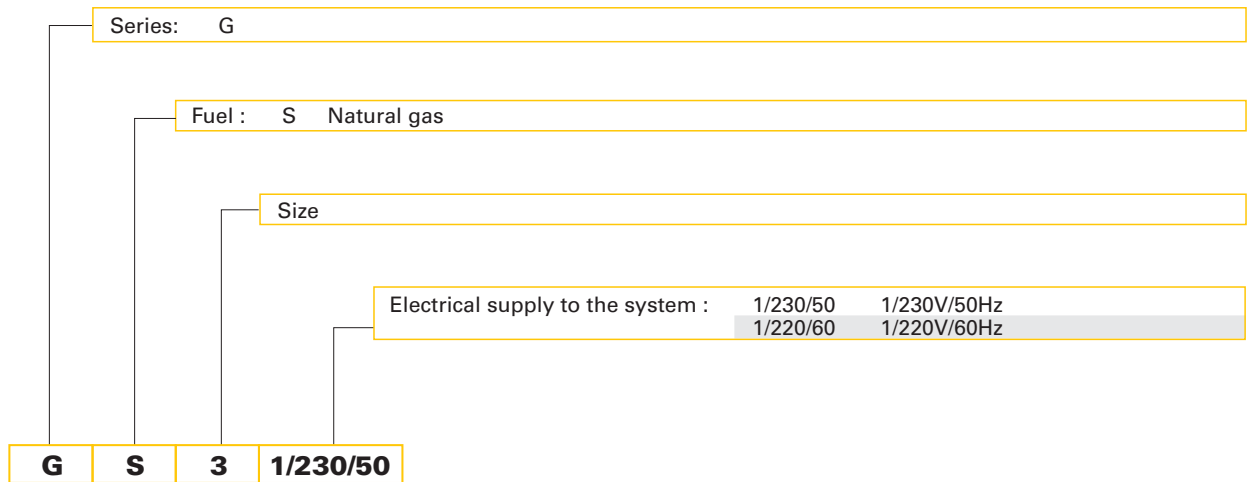 Series: G
Fuel : S Natural gas
Size
Electrical supply to the system : 1/230/50 1/230V/50Hz
1/220/60 1/220V/60Hz
G S 3 1/230/50